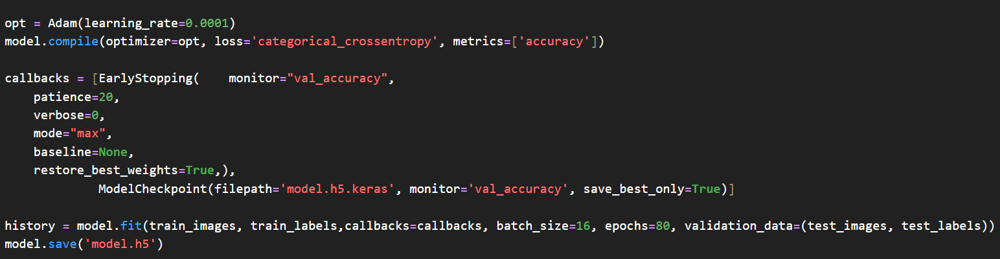 opt = Adam(learning_rate=0.0001)
model.compile(optimizer=opt, loss='categorical_crossentropy', metrics=['accuracy'])
callbacks = [EarlyStopping(    monitor="val_accuracy",
    patience=20,
    verbose=0,
    mode="max",
    baseline=None,
    restore_best_weights=True,),
             ModelCheckpoint(filepath='model.h5.keras', monitor='val_accuracy', save_best_only=True)]
history = model.fit(train_images, train_labels,callbacks=callbacks, batch_size=16, epochs=80, validation_data=(test_images, test_labels))
model.save('model.h5')